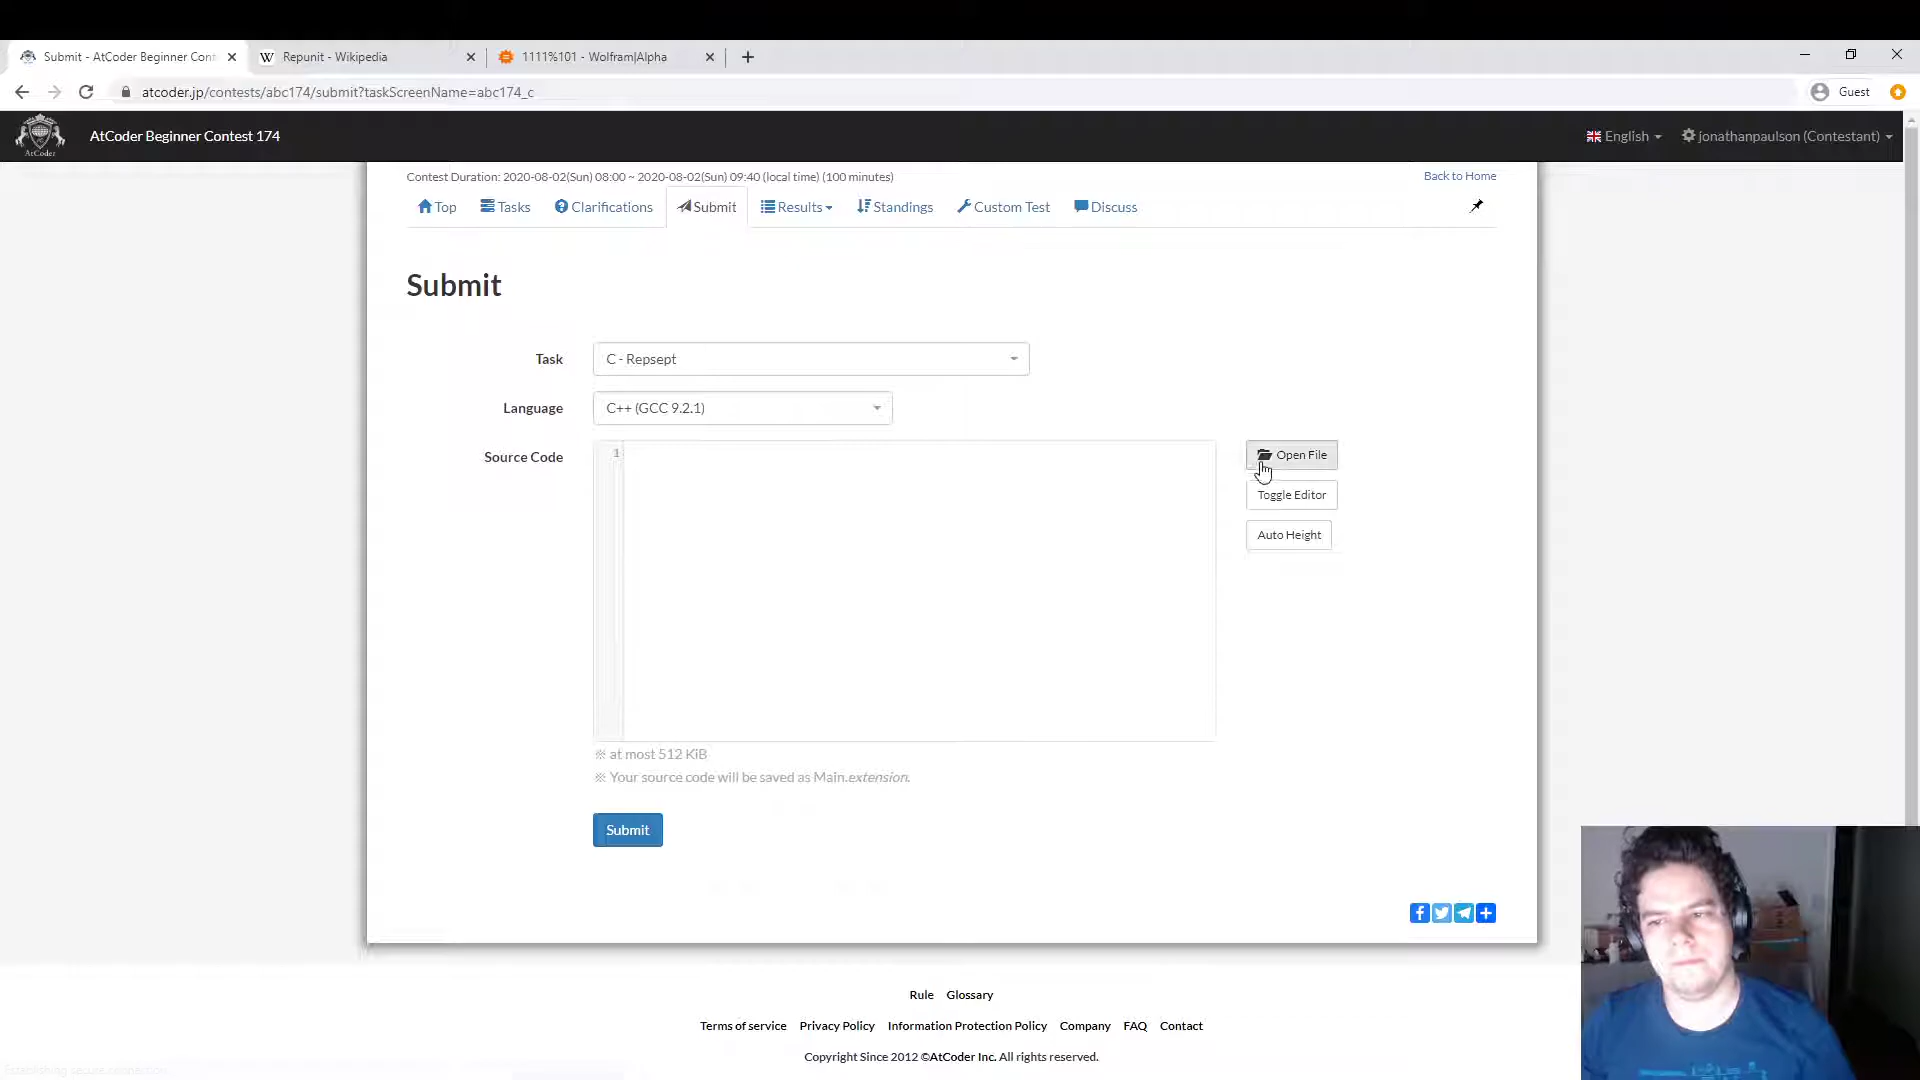 Submit - AtCoder Beginner Cont
Repunit - Wikipedia
1111%101 - Wolfram|Alpha
atcoder.jp/contests/abc174/submit?taskScreenName=abc174_c
Guest
AtCoder
AtCoder Beginner Contest 174
English
jonathanpaulson (Contestant)
Contest Duration: 2020-08-02(Sun) 08:00 ~ 2020-08-02(Sun) 09:40 (local time) (100 minutes)
Back to Home
Top Tasks Clarifications Submit Results Standings Custom Test Discuss
Submit
Task
C - Repsept
Language
C++ (GCC 9.2.1)
Source Code
1
Open File
Toggle Editor
Auto Height
※ at most 512 KiB
※ Your source code will be saved as Main.extension.
Submit
Rule Glossary
Terms of service Privacy Policy Information Protection Policy Company FAQ Contact
Copyright Since 2012 ©AtCoder Inc. All rights reserved.
Establishing secure connection...